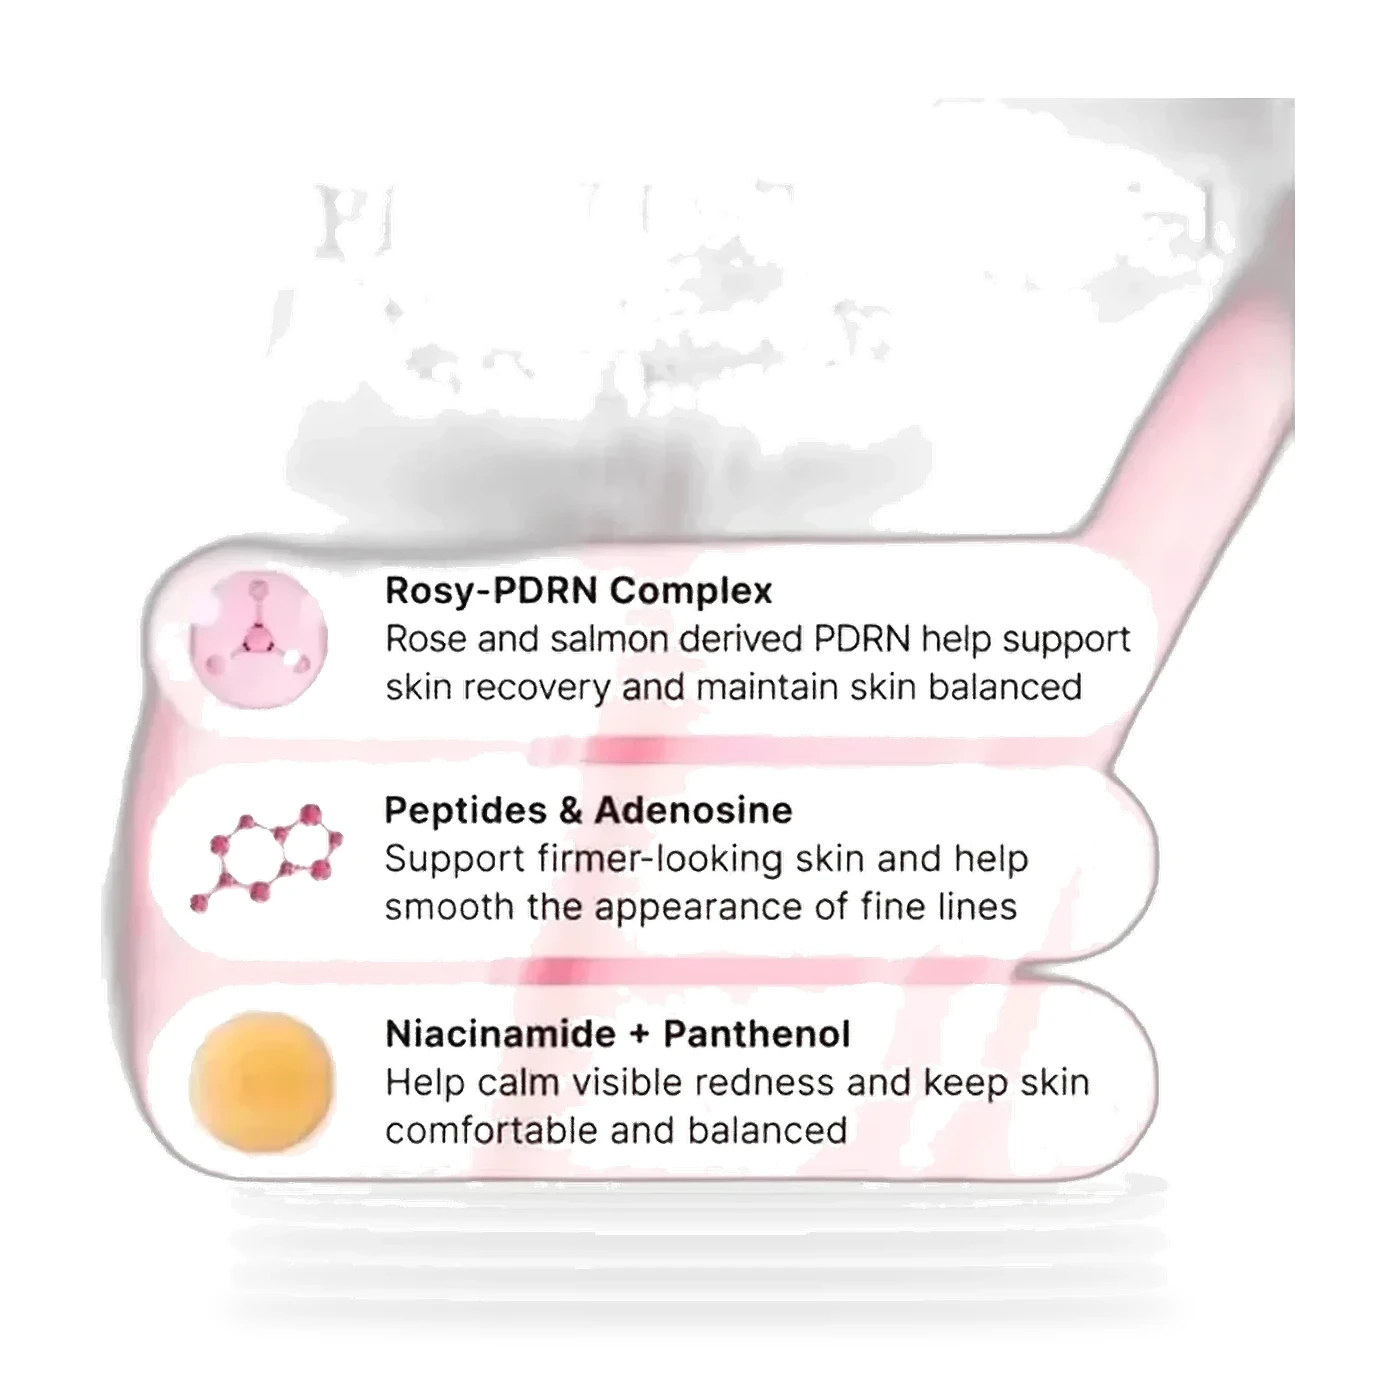 Rosy-PDRN Complex
Rose and salmon derived PDRN help support
skin recovery and maintain skin balanced
Peptides & Adenosine
Support firmer-looking skin and help
smooth the appearance of fine lines
Niacinamide + Panthenol
Help calm visible redness and keep skin
comfortable and balanced